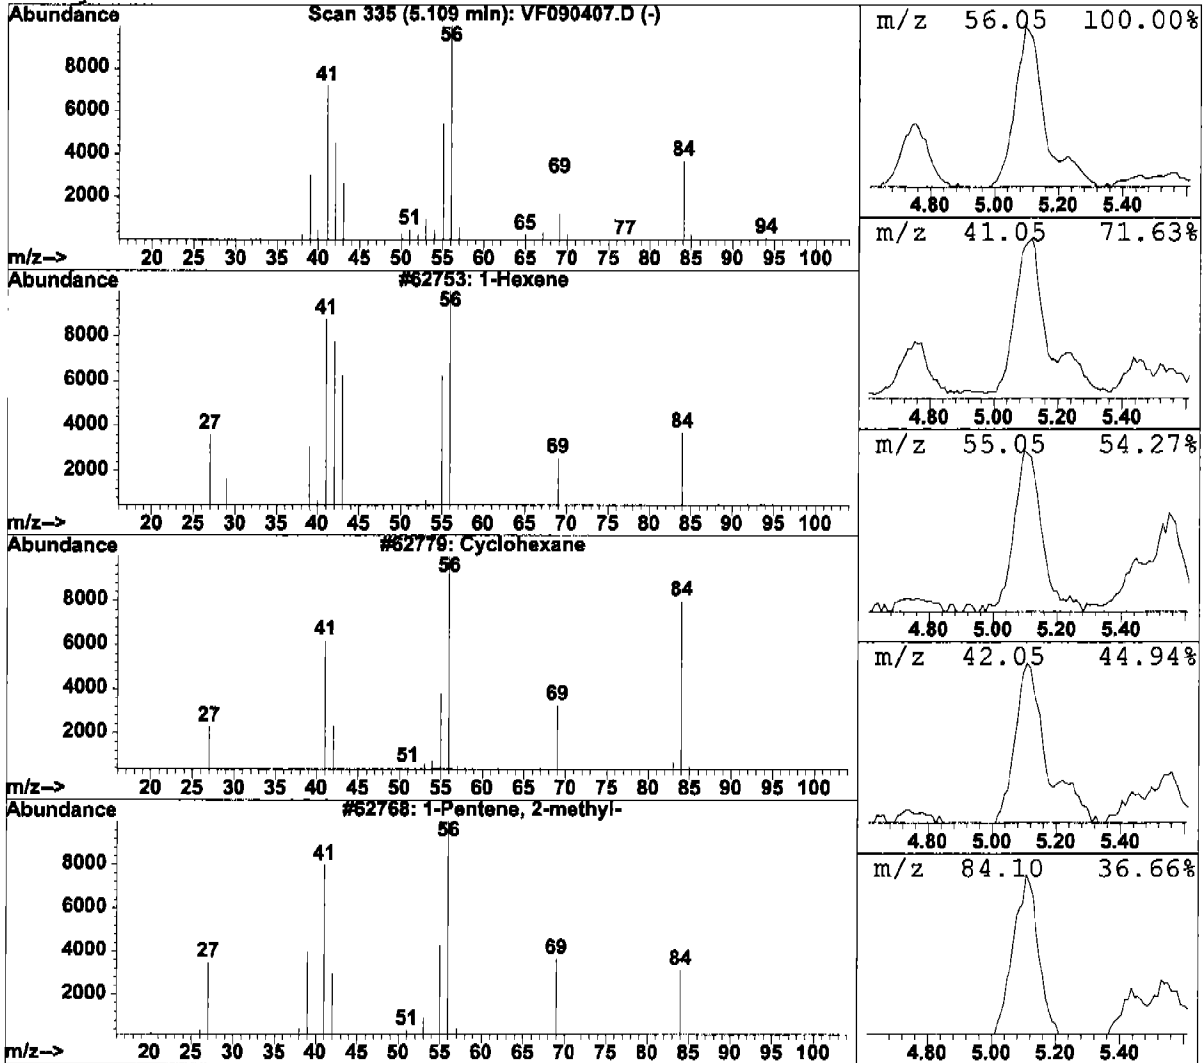 Abundance Scan 335 (5.109 min): VF090407.D (-)
56
8000
41
6000
4000
84
69
2000
51
65
77
94
m/z--> 20 25 30 35 40 45 50 55 60 65 70 75 80 85 90 95 100
Abundance #62753: 1-Hexene
56
41
8000
6000
4000
27
84
69
2000
m/z--> 20 25 30 35 40 45 50 55 60 65 70 75 80 85 90 95 100
Abundance #62779: Cyclohexane
56
84
8000
41
6000
4000
69
27
2000
51
m/z--> 20 25 30 35 40 45 50 55 60 65 70 75 80 85 90 95 100
Abundance #62768: 1-Pentene, 2-methyl-
56
41
8000
6000
4000
27
69
84
2000
51
m/z--> 20 25 30 35 40 45 50 55 60 65 70 75 80 85 90 95 100
m/z 56.05 100.00%
4.80 5.00 5.20 5.40
m/z 41.05 71.63%
4.80 5.00 5.20 5.40
m/z 55.05 54.27%
4.80 5.00 5.20 5.40
m/z 42.05 44.94%
4.80 5.00 5.20 5.40
m/z 84.10 36.66%
4.80 5.00 5.20 5.40